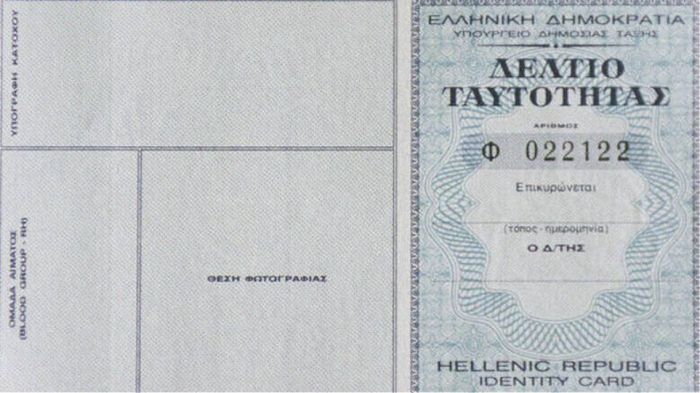 ΥΠΟΓΡΑΦΗ ΚΑΤΟΧΟΥ
ΟΜΑΔΑ ΑΙΜΑΤΟΣ
(BLOOD GROUP - RH)
ΘΕΣΗ ΦΩΤΟΓΡΑΦΙΑΣ
ΕΛΛΗΝΙΚΗ ΔΗΜΟΚΡΑΤΙΑ
ΥΠΟΥΡΓΕΙΟ ΔΗΜΟΣΙΑΣ ΤΑΞΗΣ
ΔΕΛΤΙΟ
ΤΑΥΤΟΤΗΤΑΣ
ΑΡΙΘΜΟΣ
Φ 022122
Επικυρώνεται
(τόπος - ημερομηνία)
Ο Δ/ΤΗΣ
HELLENIC REPUBLIC
IDENTITY CARD